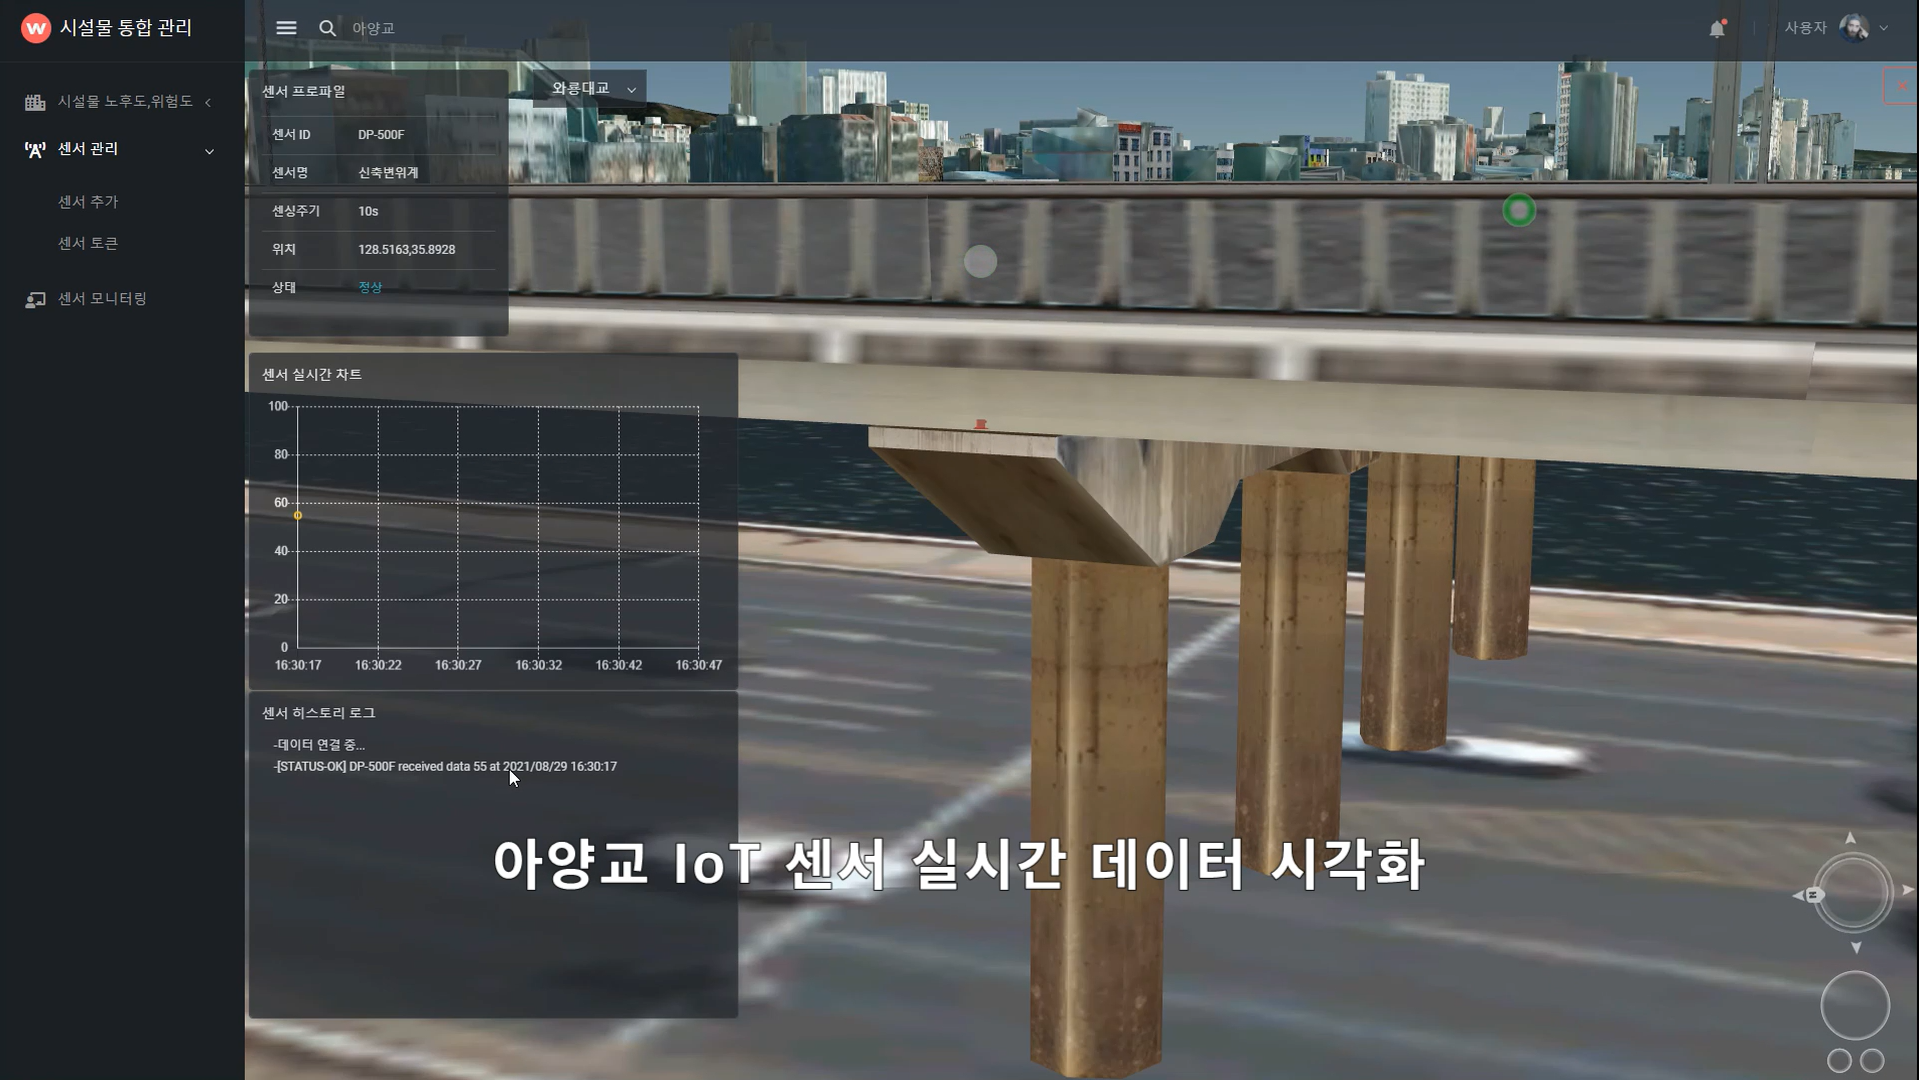 W 시설물 통합 관리
아양교
사용자
시설물 노후도,위험도
센서 관리
센서 추가
센서 토큰
센서 모니터링
와룡대교
센서 프로파일
센서 ID DP-500F
센서명 신축변위계
센싱주기 10s
위치 128.5163,35.8928
상태 정상
센서 실시간 차트
100
80
60
40
20
0
16:30:17 16:30:22 16:30:27 16:30:32 16:30:42 16:30:47
센서 히스토리 로그
-데이터 연결 중...
-[STATUS-OK] DP-500F received data 55 at 2021/08/29 16:30:17
아양교 IoT 센서 실시간 데이터 시각화
N